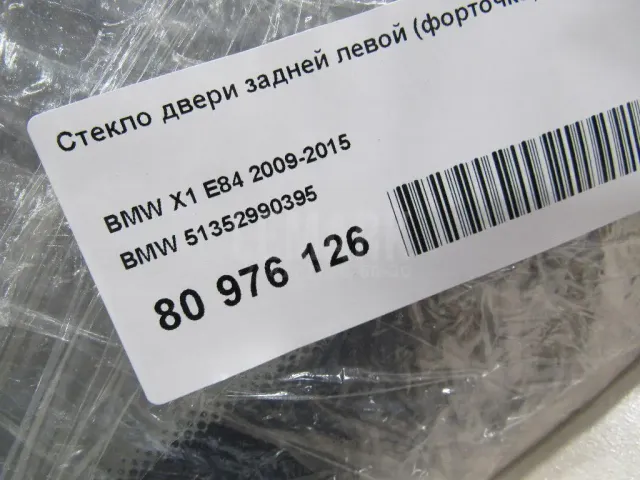 Стекло двери задней левой (форточка)
BMW X1 E84 2009-2015
BMW 51352990395
80 976 126